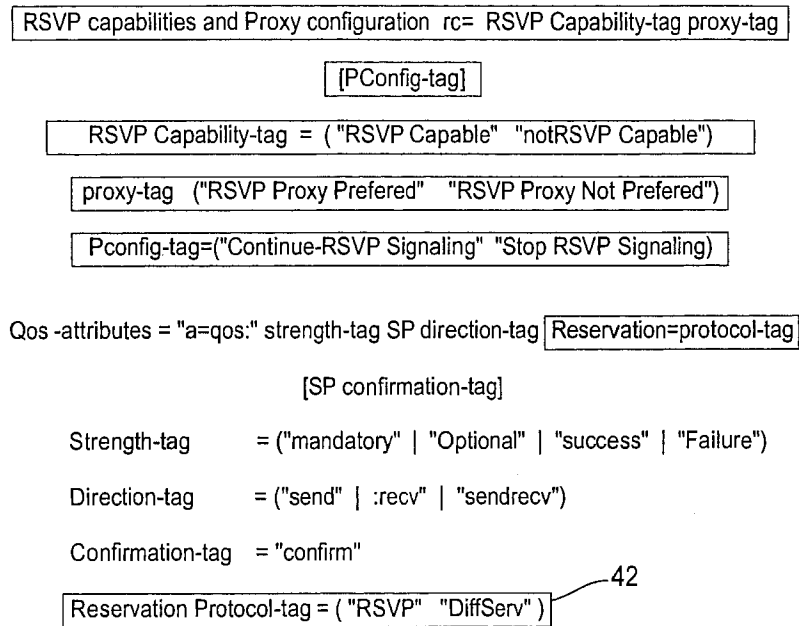 RSVP capabilities and Proxy configuration rc= RSVP Capability-tag proxy-tag
[PConfig-tag]
RSVP Capability-tag = ( "RSVP Capable" "notRSVP Capable")
proxy-tag ("RSVP Proxy Prefered" "RSVP Proxy Not Prefered")
Pconfig-tag=("Continue-RSVP Signaling" "Stop RSVP Signaling)
Qos -attributes = "a=qos:" strength-tag SP direction-tag Reservation=protocol-tag
[SP confirmation-tag]
Strength-tag = ("mandatory" | "Optional" | "success" | "Failure")
Direction-tag = ("send" | :recv" | "sendrecv")
Confirmation-tag = "confirm"
42
Reservation Protocol-tag = ( "RSVP" "DiffServ" )